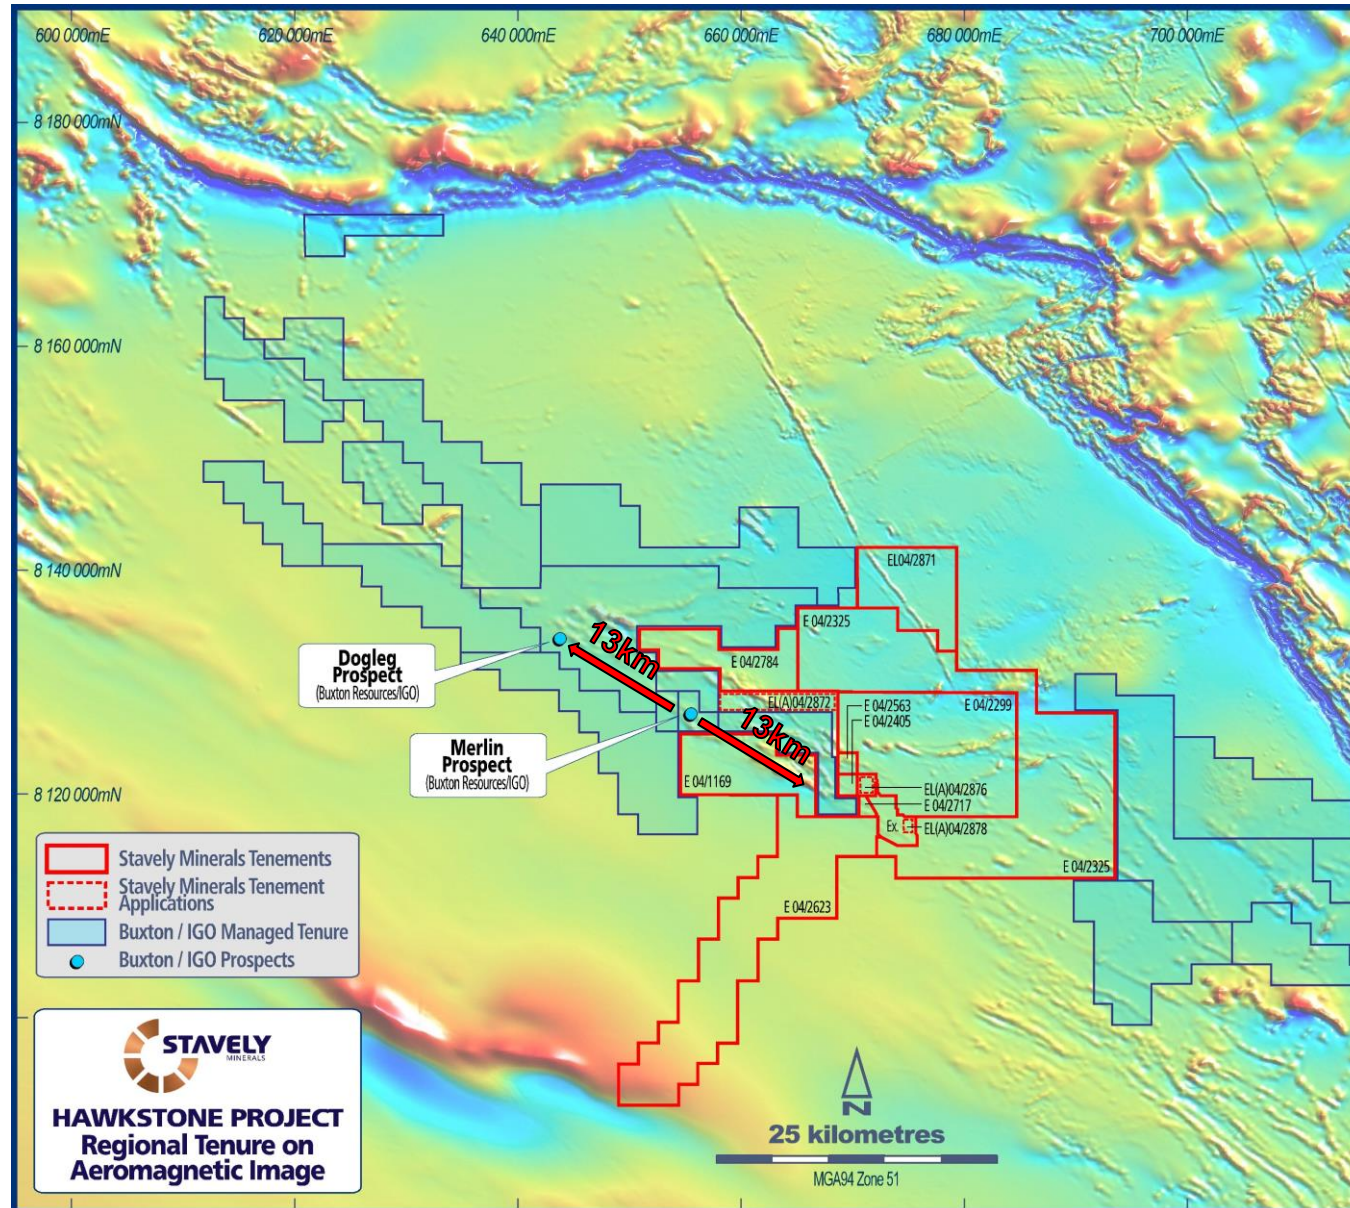 600 000mE
620 000mE
640 000mE
660 000mE
680 000mE
700 000mE
8 180 000mN
8 160 000mN
8 140 000mN
8 120 000mN
EL04/2871
E 04/2325
E 04/2784
EL(A)04/2872
E 04/2563
E 04/2405
E 04/2299
E 04/1169
EL(A)04/2876
E 04/2717
Ex.
EL(A)04/2878
E 04/2325
E 04/2623
13km
13km
Dogleg
Prospect
(Buxton Resources/IGO)
Merlin
Prospect
(Buxton Resources/IGO)
Stavely Minerals Tenements
Stavely Minerals Tenement
Applications
Buxton / IGO Managed Tenure
Buxton / IGO Prospects
STAVELY
MINERALS
HAWKSTONE PROJECT
Regional Tenure on
Aeromagnetic Image
N
25 kilometres
MGA94 Zone 51